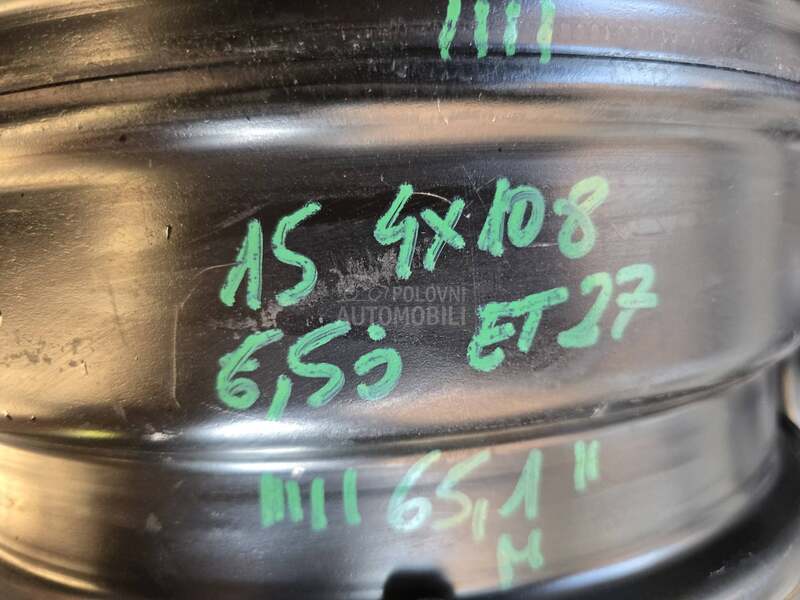 15 4x108
POLOVNI
AUTOMOBILI
6,5J ET27
65,1
M